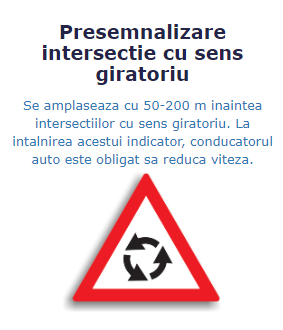 Presemnalizare
intersectie cu sens
giratoriu
Se amplaseaza cu 50-200 m inaintea
intersectiilor cu sens giratoriu. La
intalnirea acestui indicator, conducatorul
auto este obligat sa reduca viteza.